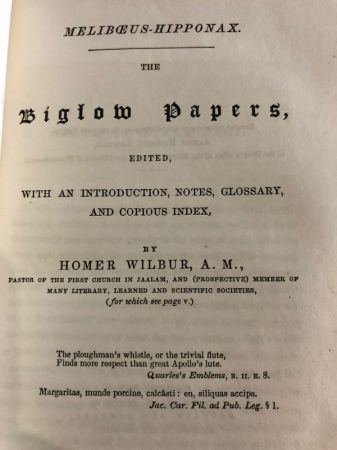 MELIBŒUS-HIPPONAX.
THE
Biglow Papers,
EDITED,
WITH AN INTRODUCTION, NOTES, GLOSSARY,
AND COPIOUS INDEX,
BY
HOMER WILBUR, A. M.,
PASTOR OF THE FIRST CHURCH IN JAALAM, AND (PROSPECTIVE) MEMBER OF
MANY LITERARY, LEARNED AND SCIENTIFIC SOCIETIES,
(for which see page v.)
The ploughman's whistle, or the trivial flute,
Finds more respect than great Apollo's lute.
Quarles's Emblems, B. II. E. 8.
Margaritas, munde porcine, calcâsti: en, siliquas accipe.
Jac. Car. Fil. ad Pub. Leg. § 1.